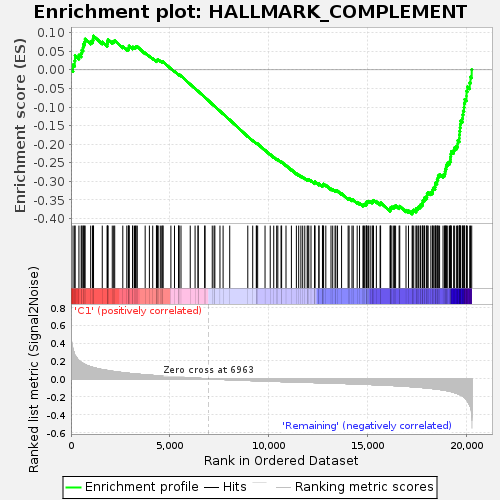 Enrichment plot: HALLMARK_COMPLEMENT
Enrichment score (ES)
0.10
0.05
0.00
-0.05
-0.10
-0.15
-0.20
-0.25
-0.30
-0.35
-0.40
'C1' (positively correlated)
Ranked list metric (Signal2Noise)
0.8
0.6
0.4
0.2
0.0
-0.2
-0.4
-0.6
Zero cross at 6963
'Remaining' (negatively correlated)
0
5,000
10,000
15,000
20,000
Rank in Ordered Dataset
Enrichment profile
Hits
Ranking metric scores